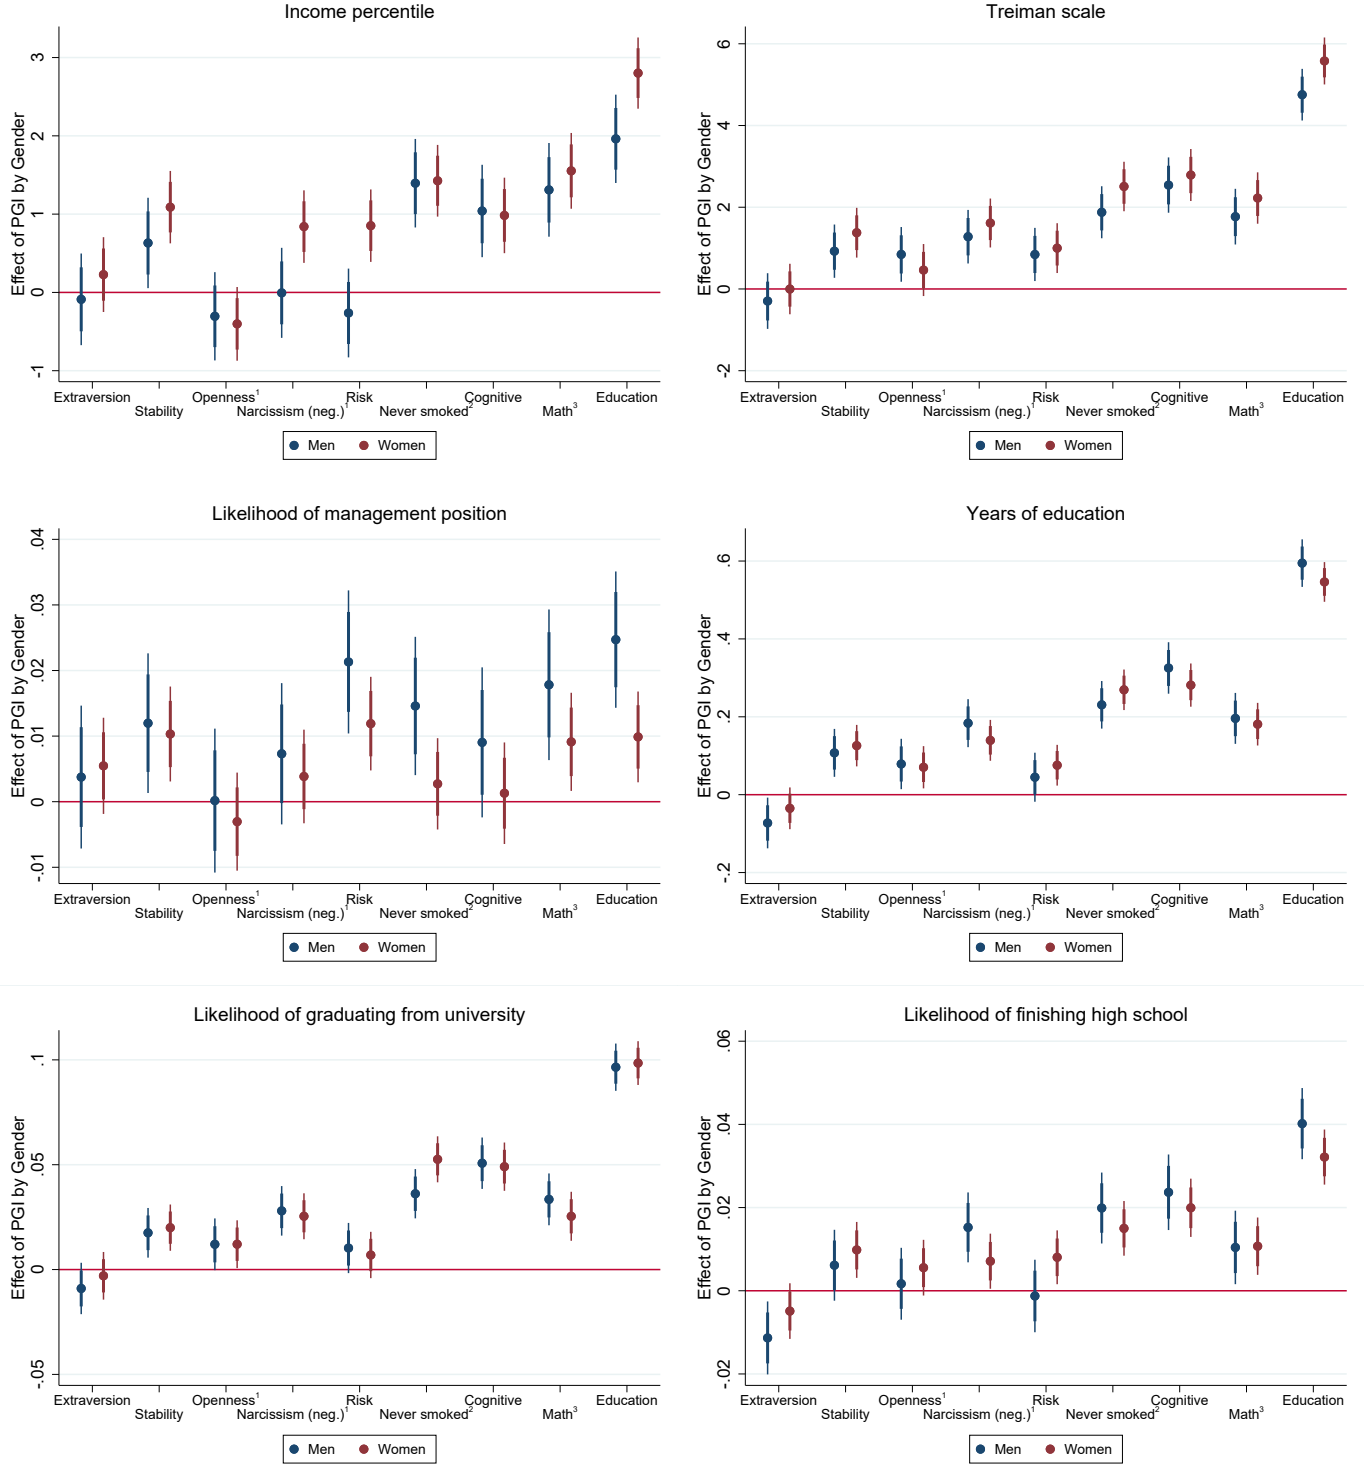 Income percentile
Effect of PGI by Gender
3
2
1
0
-1
Extraversion
Stability
Openness¹
Narcissism (neg.)¹
Risk
Never smoked²
Cognitive
Math³
Education
Men Women
Treiman scale
Effect of PGI by Gender
6
4
2
0
-2
Extraversion
Stability
Openness¹
Narcissism (neg.)¹
Risk
Never smoked²
Cognitive
Math³
Education
Men Women
Likelihood of management position
Effect of PGI by Gender
.04
.03
.02
.01
0
-.01
Extraversion
Stability
Openness¹
Narcissism (neg.)¹
Risk
Never smoked²
Cognitive
Math³
Education
Men Women
Years of education
Effect of PGI by Gender
.6
.4
.2
0
-.2
Extraversion
Stability
Openness¹
Narcissism (neg.)¹
Risk
Never smoked²
Cognitive
Math³
Education
Men Women
Likelihood of graduating from university
Effect of PGI by Gender
.1
.05
0
-.05
Extraversion
Stability
Openness¹
Narcissism (neg.)¹
Risk
Never smoked²
Cognitive
Math³
Education
Men Women
Likelihood of finishing high school
Effect of PGI by Gender
.06
.04
.02
0
-.02
Extraversion
Stability
Openness¹
Narcissism (neg.)¹
Risk
Never smoked²
Cognitive
Math³
Education
Men Women